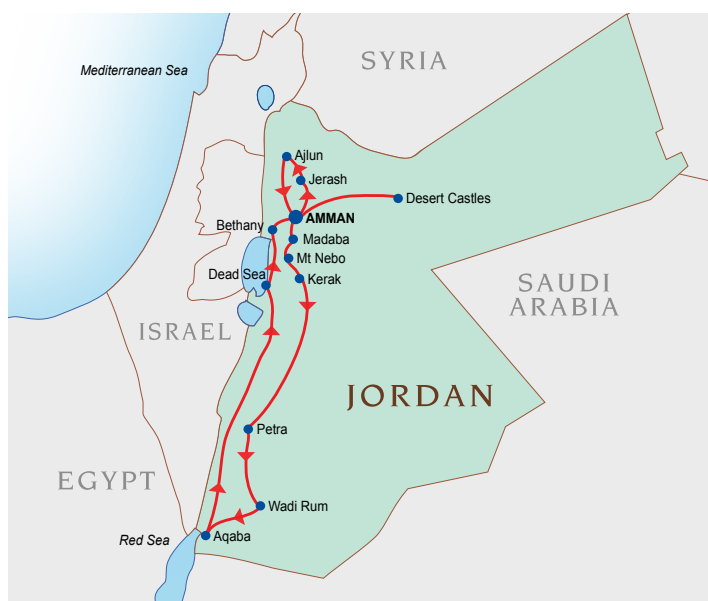 SYRIA
Mediterranean Sea
Ajlun
Jerash
Desert Castles
AMMAN
Bethany
Madaba
Mt Nebo
Dead Sea
Kerak
SAUDI
ARABIA
ISRAEL
JORDAN
Petra
EGYPT
Wadi Rum
Red Sea
Aqaba